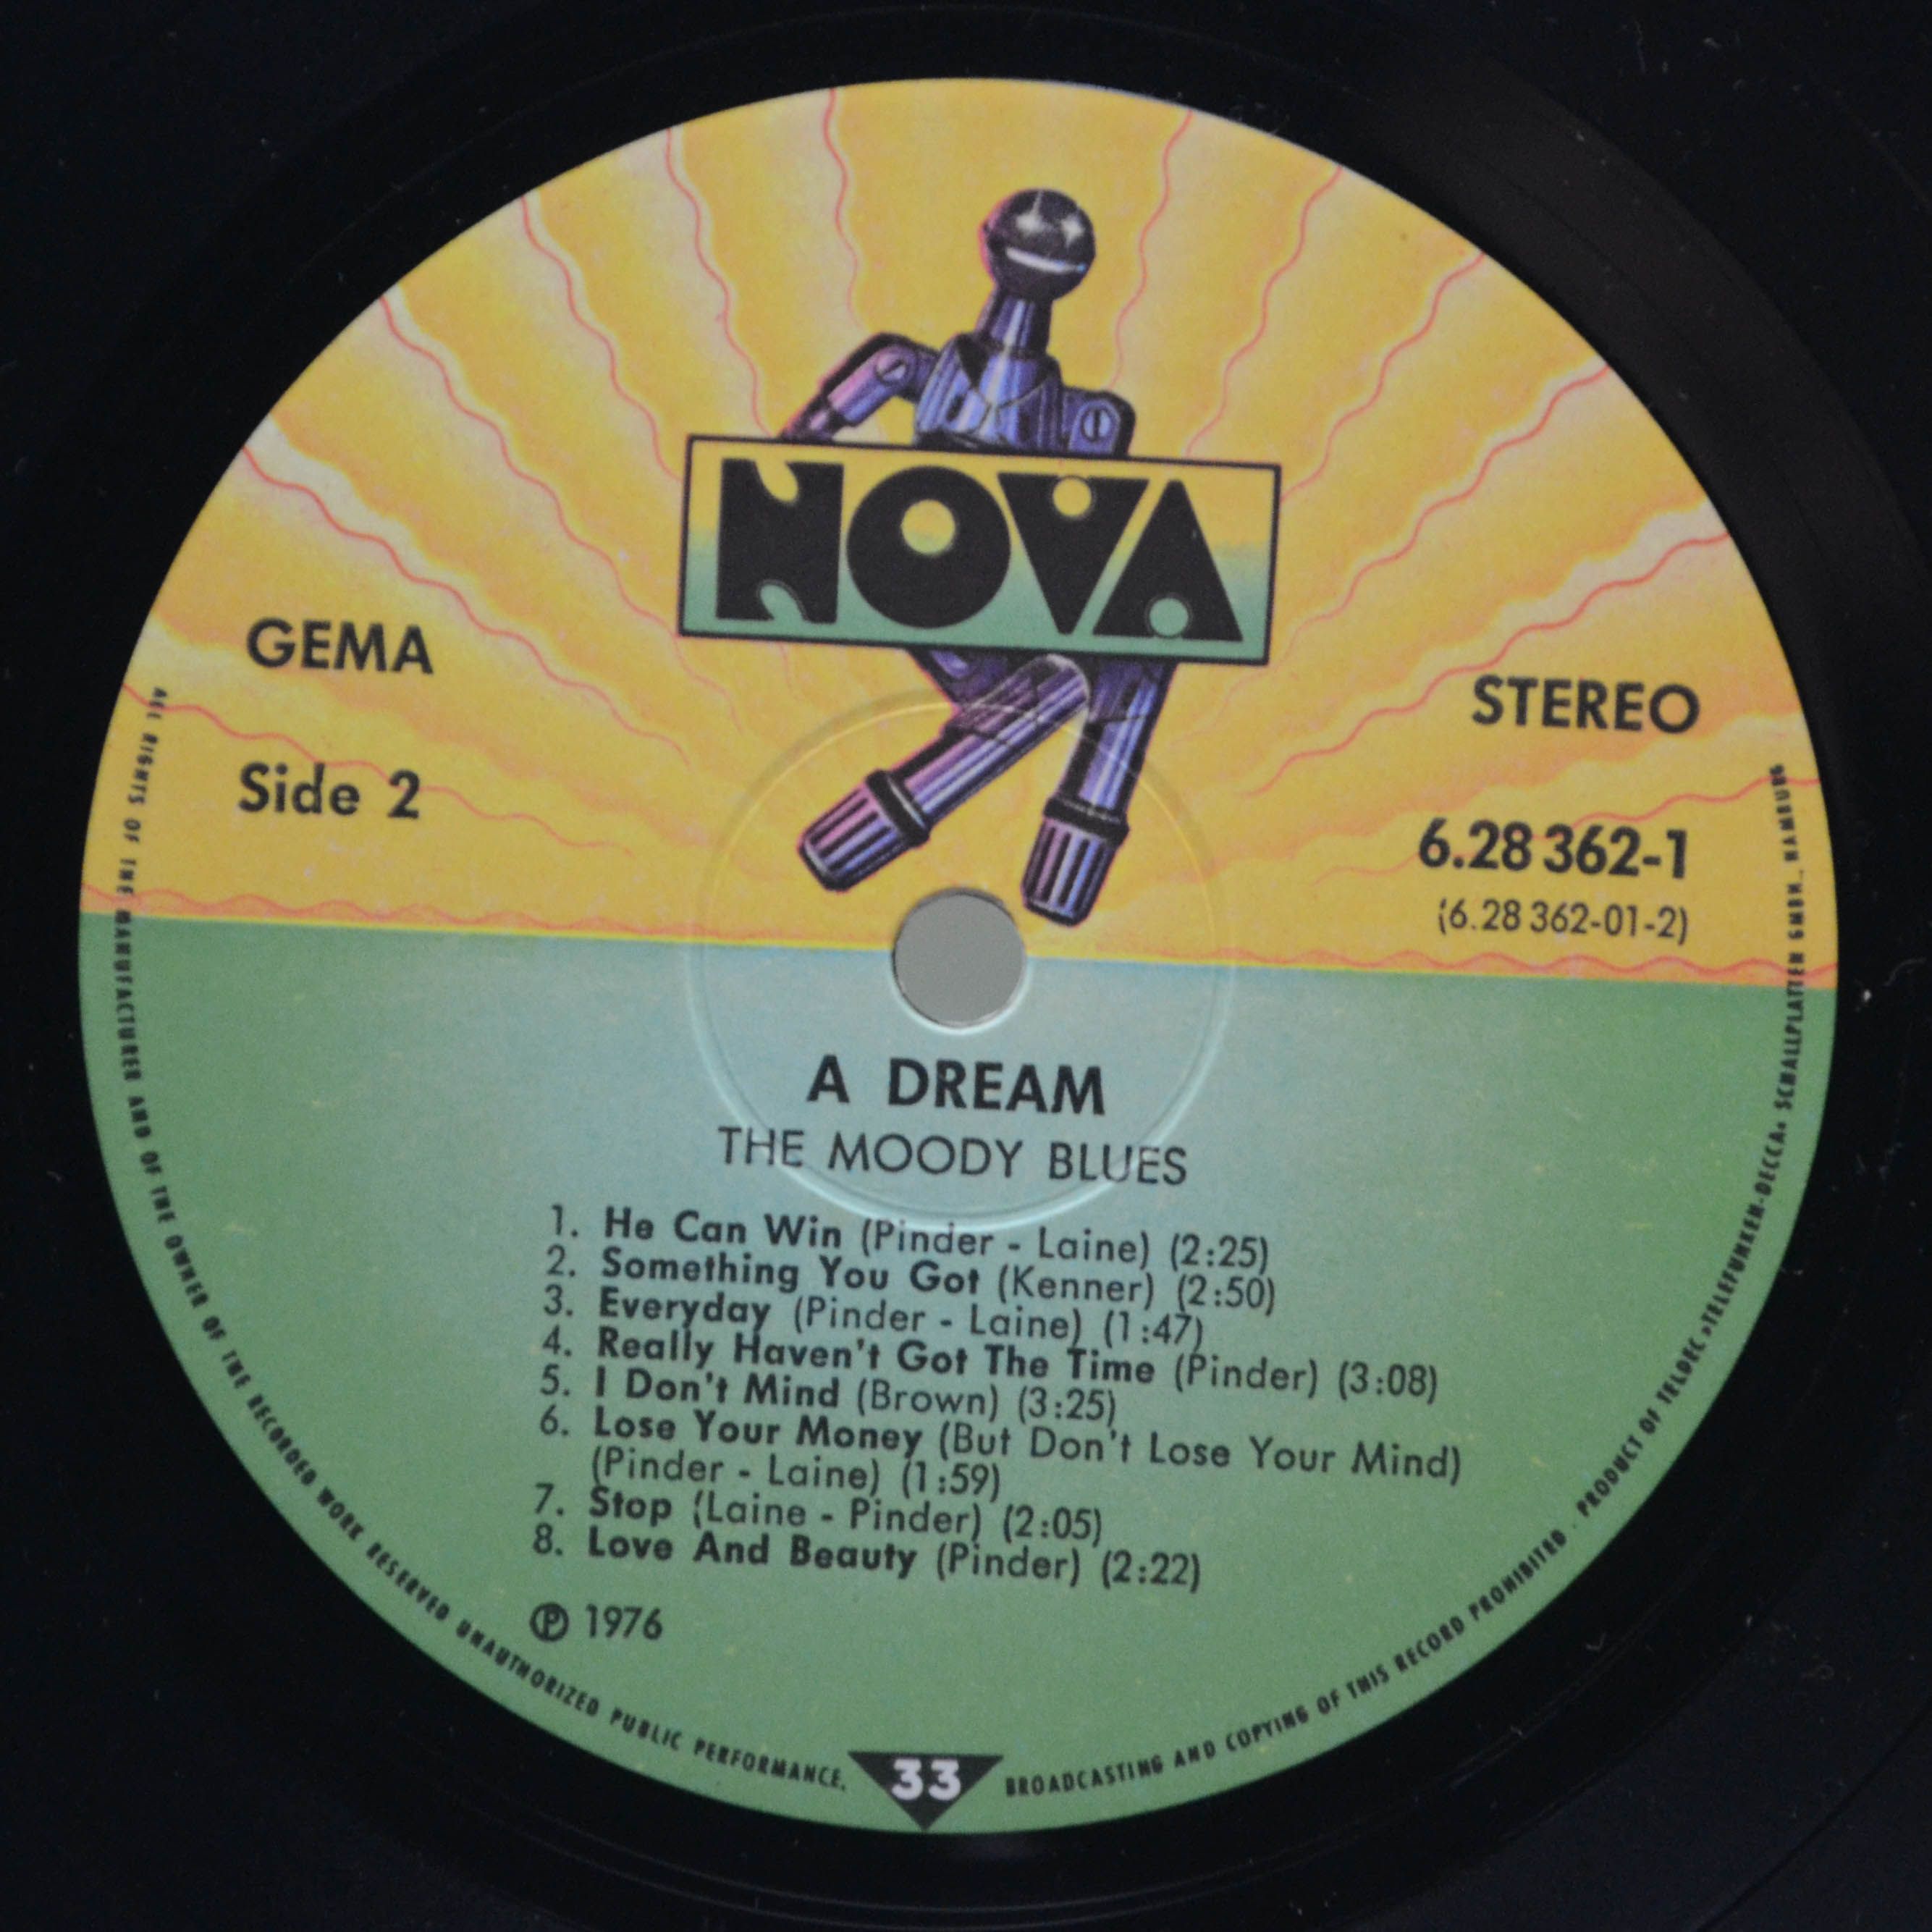 NOVA
GEMA
STEREO
Side 2
6.28 362-1
(6.28 362-01-2)
A DREAM
THE MOODY BLUES
1. He Can Win (Pinder - Laine) (2:25)
2. Something You Got (Kenner) (2:50)
3. Everyday (Pinder - Laine) (1:47)
4. Really Haven't Got The Time (Pinder) (3:08)
5. I Don't Mind (Brown) (3:25)
6. Lose Your Money (But Don't Lose Your Mind)
(Pinder - Laine) (1:59)
7. Stop (Laine - Pinder) (2:05)
8. Love And Beauty (Pinder) (2:22)
℗ 1976
ALL RIGHTS OF THE MANUFACTURER AND OF THE OWNER OF THE RECORDED WORK RESERVED UNAUTHORIZED PUBLIC PERFORMANCE,
33
BROADCASTING AND COPYING OF THIS RECORD PROHIBITED · PRODUCT OF TELDEC »TELEFUNKEN-DECCA« SCHALLPLATTEN GMBH., HAMBURG